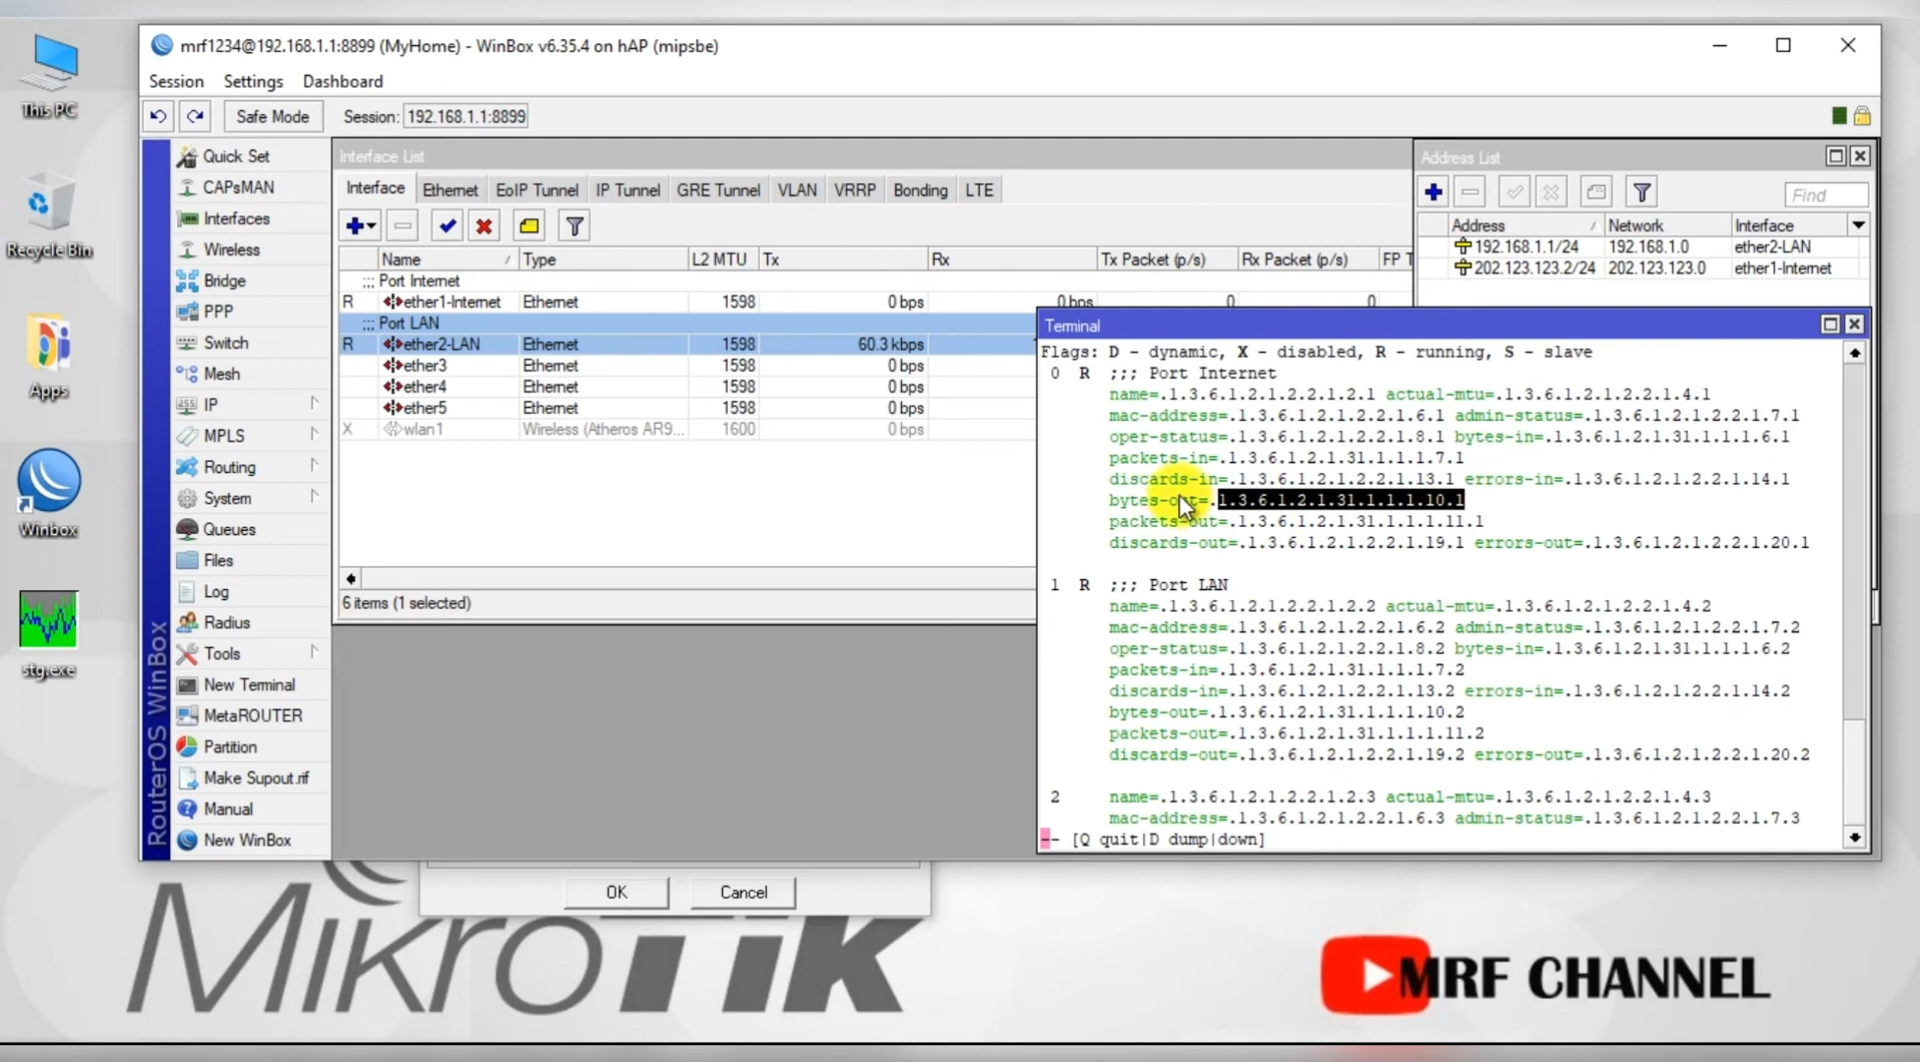 This PC
Recycle Bin
Apps
Winbox
stg.exe
mrf1234@192.168.1.1:8899 (MyHome) - WinBox v6.35.4 on hAP (mipsbe)
Session Settings Dashboard
Safe Mode Session: 192.168.1.1:8899
RouterOS WinBox
Quick Set
CAPsMAN
Interfaces
Wireless
Bridge
PPP
Switch
Mesh
IP
MPLS
Routing
System
Queues
Files
Log
Radius
Tools
New Terminal
MetaROUTER
Partition
Make Supout.rif
Manual
New WinBox
Interface List
Interface Ethernet EoIP Tunnel IP Tunnel GRE Tunnel VLAN VRRP Bonding LTE
Name Type L2 MTU Tx Rx Tx Packet (p/s) Rx Packet (p/s) FP T
;;; Port Internet
R ether1-Internet Ethernet 1598 0 bps 0 bps 0 0
;;; Port LAN
R ether2-LAN Ethernet 1598 60.3 kbps
ether3 Ethernet 1598 0 bps
ether4 Ethernet 1598 0 bps
ether5 Ethernet 1598 0 bps
X wlan1 Wireless (Atheros AR9... 1600 0 bps
6 items (1 selected)
Address List
Find
Address Network Interface
192.168.1.1/24 192.168.1.0 ether2-LAN
202.123.123.2/24 202.123.123.0 ether1-Internet
Terminal
Flags: D - dynamic, X - disabled, R - running, S - slave
0 R ;;; Port Internet
name=.1.3.6.1.2.1.2.2.1.2.1 actual-mtu=.1.3.6.1.2.1.2.2.1.4.1
mac-address=.1.3.6.1.2.1.2.2.1.6.1 admin-status=.1.3.6.1.2.1.2.2.1.7.1
oper-status=.1.3.6.1.2.1.2.2.1.8.1 bytes-in=.1.3.6.1.2.1.31.1.1.1.6.1
packets-in=.1.3.6.1.2.1.31.1.1.1.7.1
discards-in=.1.3.6.1.2.1.2.2.1.13.1 errors-in=.1.3.6.1.2.1.2.2.1.14.1
bytes-out=.1.3.6.1.2.1.31.1.1.1.10.1
packets-out=.1.3.6.1.2.1.31.1.1.1.11.1
discards-out=.1.3.6.1.2.1.2.2.1.19.1 errors-out=.1.3.6.1.2.1.2.2.1.20.1
1 R ;;; Port LAN
name=.1.3.6.1.2.1.2.2.1.2.2 actual-mtu=.1.3.6.1.2.1.2.2.1.4.2
mac-address=.1.3.6.1.2.1.2.2.1.6.2 admin-status=.1.3.6.1.2.1.2.2.1.7.2
oper-status=.1.3.6.1.2.1.2.2.1.8.2 bytes-in=.1.3.6.1.2.1.31.1.1.1.6.2
packets-in=.1.3.6.1.2.1.31.1.1.1.7.2
discards-in=.1.3.6.1.2.1.2.2.1.13.2 errors-in=.1.3.6.1.2.1.2.2.1.14.2
bytes-out=.1.3.6.1.2.1.31.1.1.1.10.2
packets-out=.1.3.6.1.2.1.31.1.1.1.11.2
discards-out=.1.3.6.1.2.1.2.2.1.19.2 errors-out=.1.3.6.1.2.1.2.2.1.20.2
2 name=.1.3.6.1.2.1.2.2.1.2.3 actual-mtu=.1.3.6.1.2.1.2.2.1.4.3
mac-address=.1.3.6.1.2.1.2.2.1.6.3 admin-status=.1.3.6.1.2.1.2.2.1.7.3
-- [Q quit|D dump|down]
OK Cancel
MikroTik
MRF CHANNEL